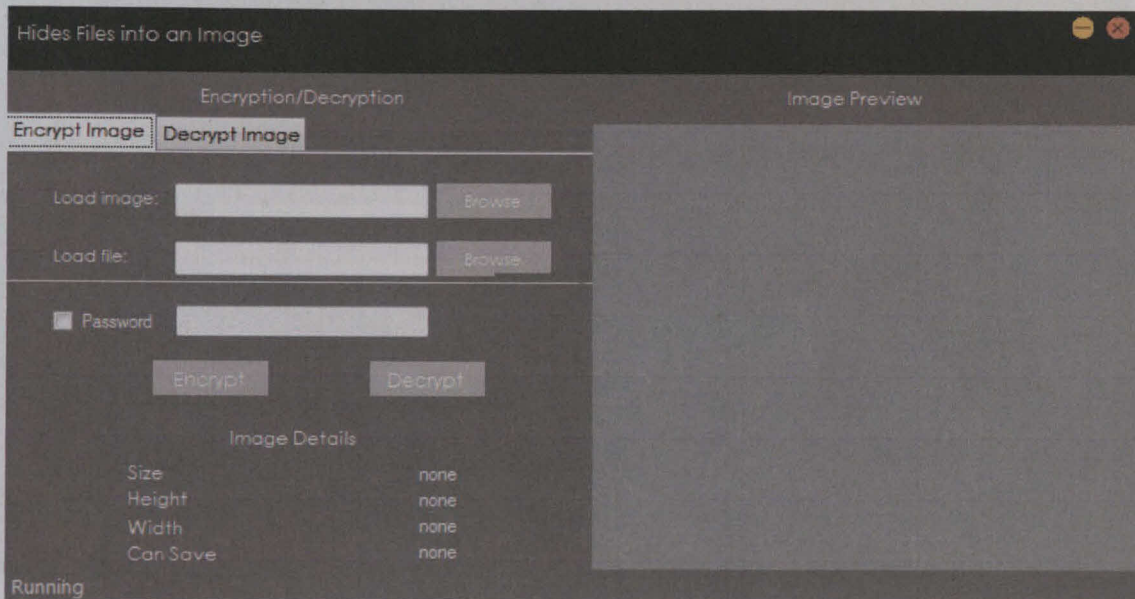 Hides Files into an Image
Encryption/Decryption
Encrypt Image
Decrypt Image
Load image:
Browse
Load file:
Browse
Password
Encrypt
Decrypt
Image Details
Size none
Height none
Width none
Can Save none
Running
Image Preview